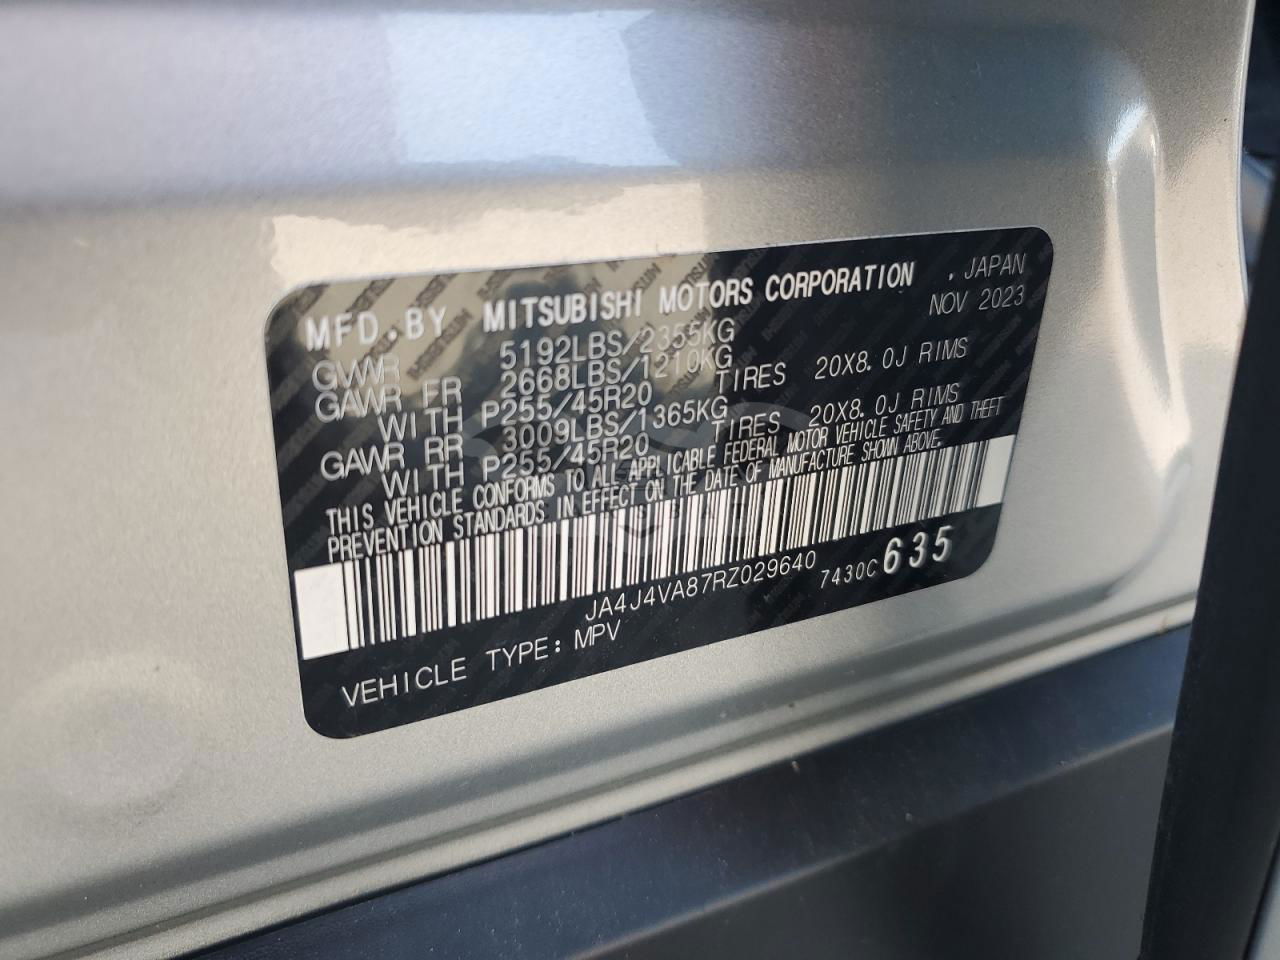 MFD. BY MITSUBISHI MOTORS CORPORATION . JAPAN
NOV 2023
GVWR 5192LBS/2355KG
GAWR FR 2668LBS/1210KG
WITH P255/45R20 TIRES 20X8.0J RIMS
GAWR RR 3009LBS/1365KG
WITH P255/45R20 TIRES 20X8.0J RIMS
THIS VEHICLE CONFORMS TO ALL APPLICABLE FEDERAL MOTOR VEHICLE SAFETY AND THEFT
PREVENTION STANDARDS IN EFFECT ON THE DATE OF MANUFACTURE SHOWN ABOVE.
JA4J4VA87RZ029640 7430C 635
VEHICLE TYPE: MPV